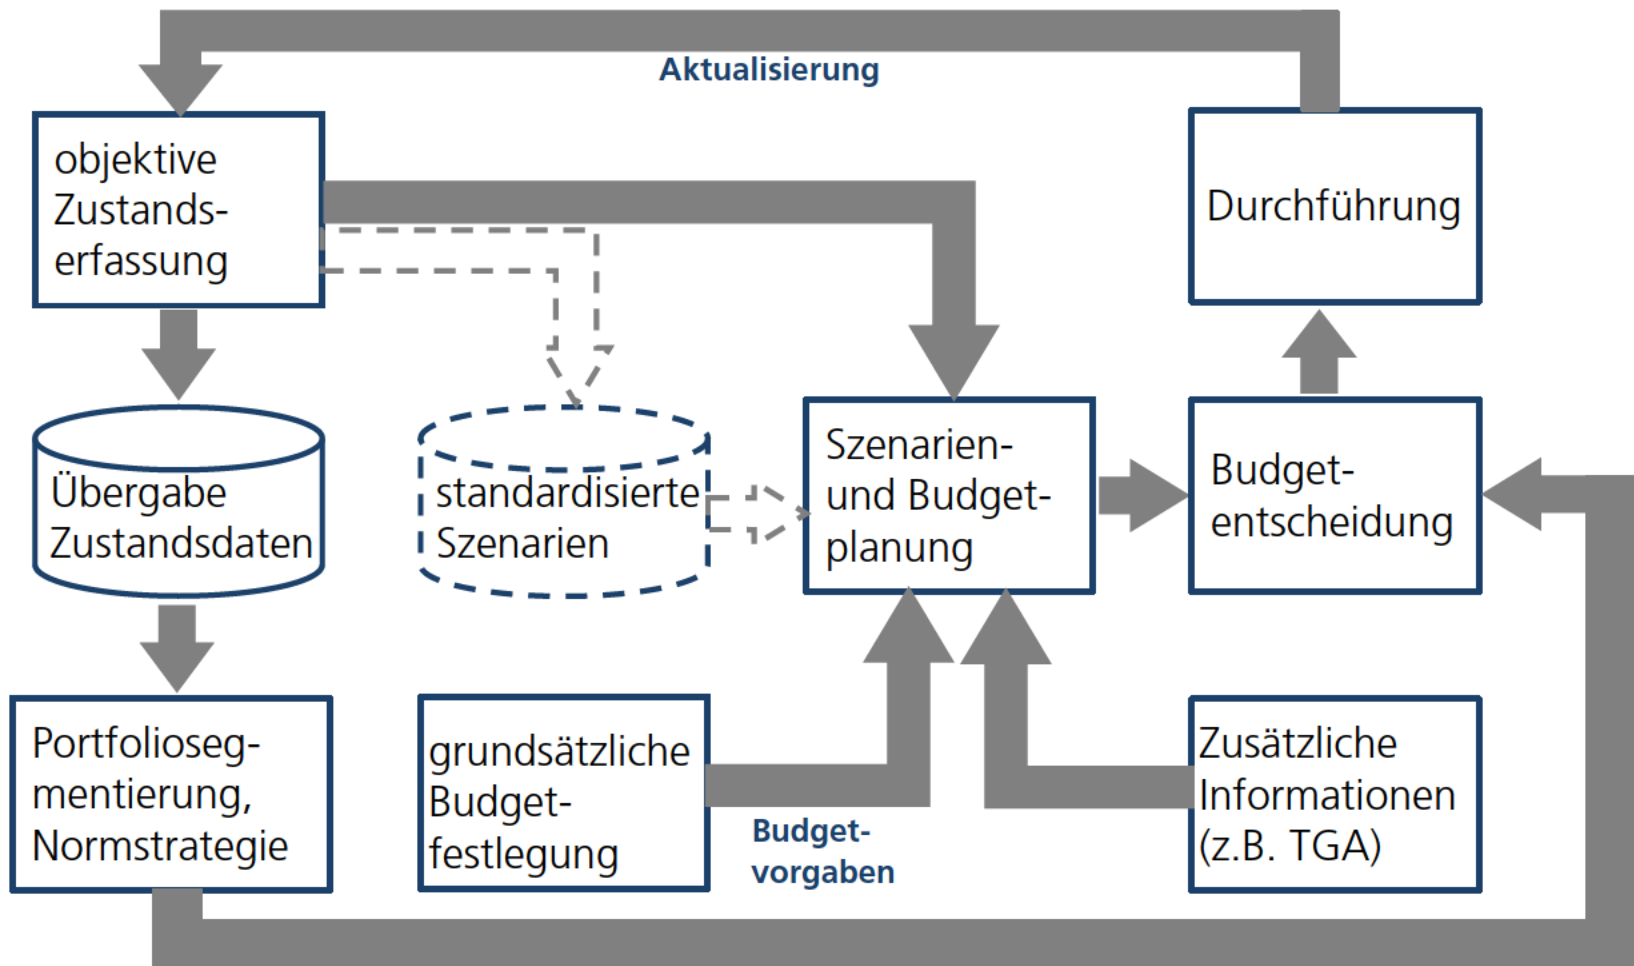 Aktualisierung
objektive
Zustands-
erfassung
Durchführung
Übergabe
Zustandsdaten
standardisierte
Szenarien
Szenarien-
und Budget-
planung
Budget-
entscheidung
Portfolioseg-
mentierung,
Normstrategie
grundsätzliche
Budget-
festlegung
Budget-
vorgaben
Zusätzliche
Informationen
(z.B. TGA)